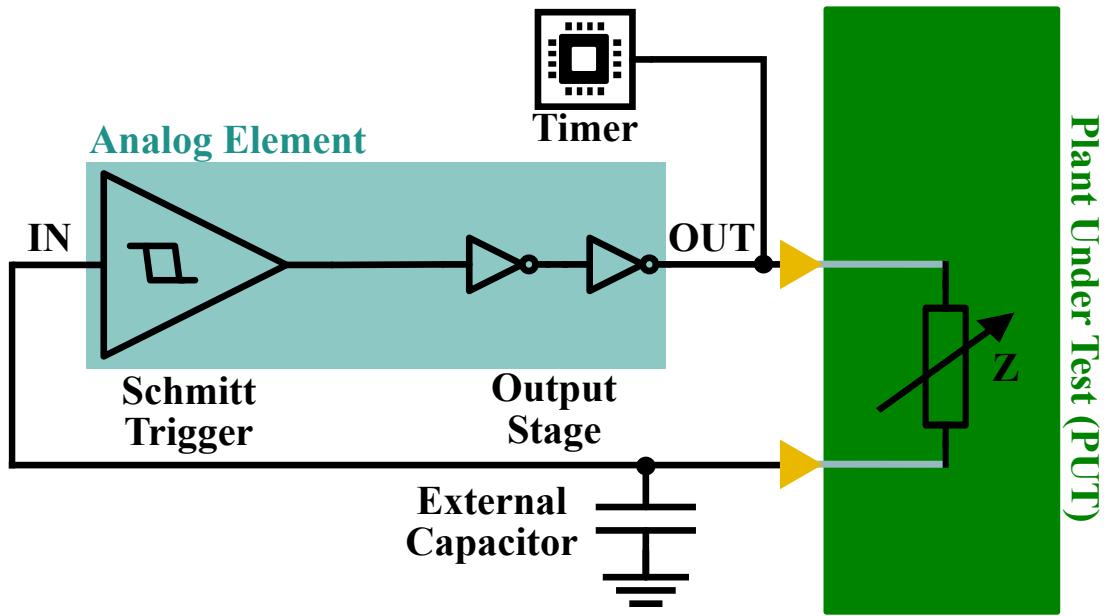 Timer
Analog Element
IN
OUT
Schmitt
Trigger
Output
Stage
External
Capacitor
Z
Plant Under Test (PUT)